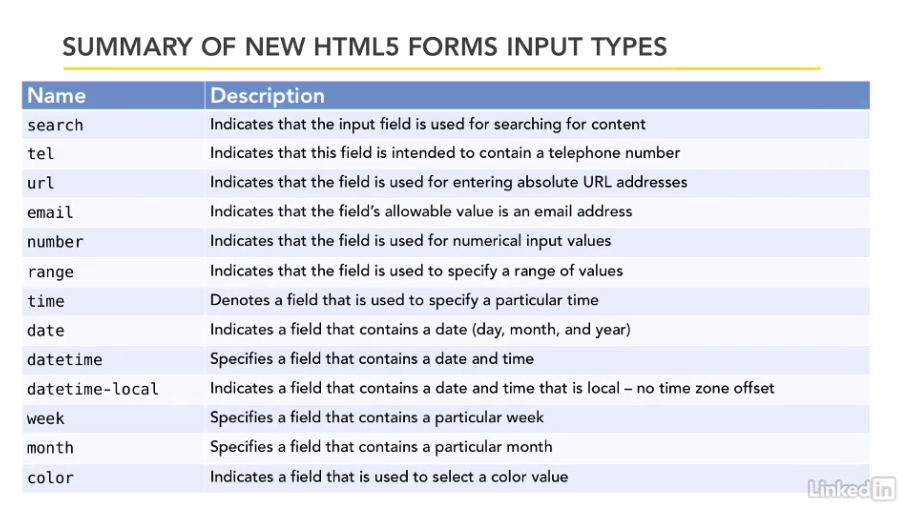 SUMMARY OF NEW HTML5 FORMS INPUT TYPES
Name Description
search Indicates that the input field is used for searching for content
tel Indicates that this field is intended to contain a telephone number
url Indicates that the field is used for entering absolute URL addresses
email Indicates that the field's allowable value is an email address
number Indicates that the field is used for numerical input values
range Indicates that the field is used to specify a range of values
time Denotes a field that is used to specify a particular time
date Indicates a field that contains a date (day, month, and year)
datetime Specifies a field that contains a date and time
datetime-local Indicates a field that contains a date and time that is local – no time zone offset
week Specifies a field that contains a particular week
month Specifies a field that contains a particular month
color Indicates a field that is used to select a color value
Linked in